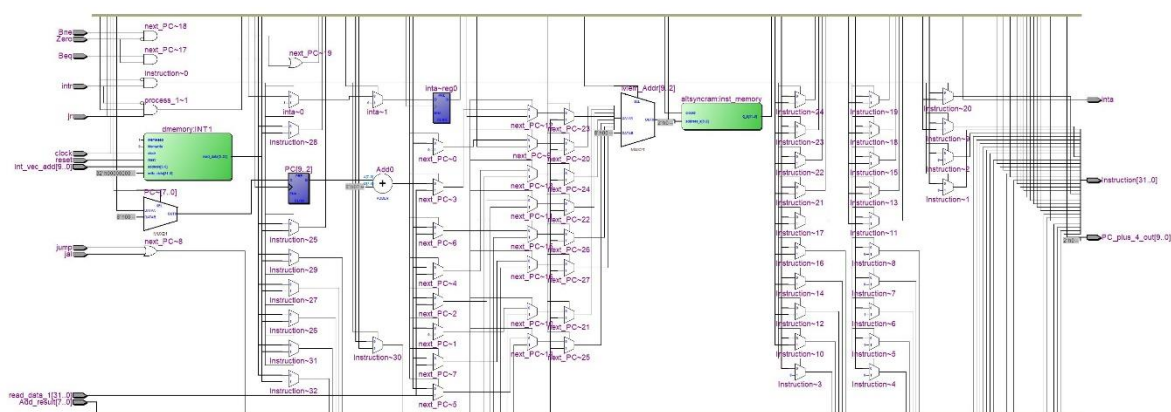 Bne
Zero
Beq
intr
jr
clock
reset
int_vec_add[9..0]
jump
jal
read_data_1[31..0]
Add_result[7..0]
next_PC~18
next_PC~17
Instruction~0
process_1~1
dmemory:INT1
PC~[7..0]
next_PC~8
next_PC~19
inta~0
Instruction~28
PC[9..2]
Instruction~25
Instruction~29
Instruction~27
Instruction~26
Instruction~31
Instruction~32
inta~1
Add0
Instruction~30
inta~reg0
next_PC~0
next_PC~3
next_PC~6
next_PC~4
next_PC~2
next_PC~1
next_PC~7
next_PC~5
next_PC~23
next_PC~20
next_PC~24
next_PC~22
next_PC~26
next_PC~27
next_PC~21
next_PC~25
Mem_Addr[9..2]
altsyncram:inst_memory
Instruction~24
Instruction~23
Instruction~22
Instruction~21
Instruction~17
Instruction~16
Instruction~14
Instruction~12
Instruction~10
Instruction~3
Instruction~19
Instruction~18
Instruction~15
Instruction~13
Instruction~11
Instruction~8
Instruction~7
Instruction~6
Instruction~5
Instruction~4
Instruction~20
Instruction~9
Instruction~2
Instruction~1
inta
Instruction[31..0]
PC_plus_4_out[9..0]